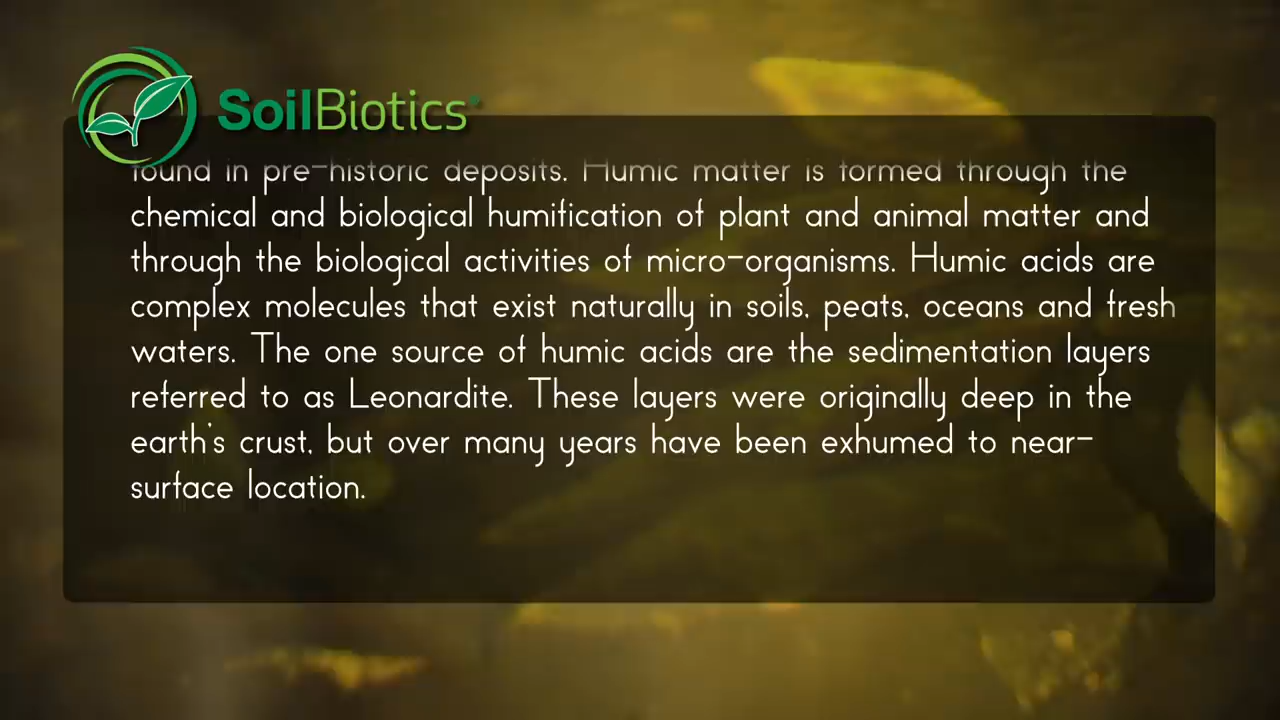 SoilBiotics
found in pre-historic deposits. Humic matter is formed through the
chemical and biological humification of plant and animal matter and
through the biological activities of micro-organisms. Humic acids are
complex molecules that exist naturally in soils, peats, oceans and fresh
waters. The one source of humic acids are the sedimentation layers
referred to as Leonardite. These layers were originally deep in the
earth's crust, but over many years have been exhumed to near-
surface location.